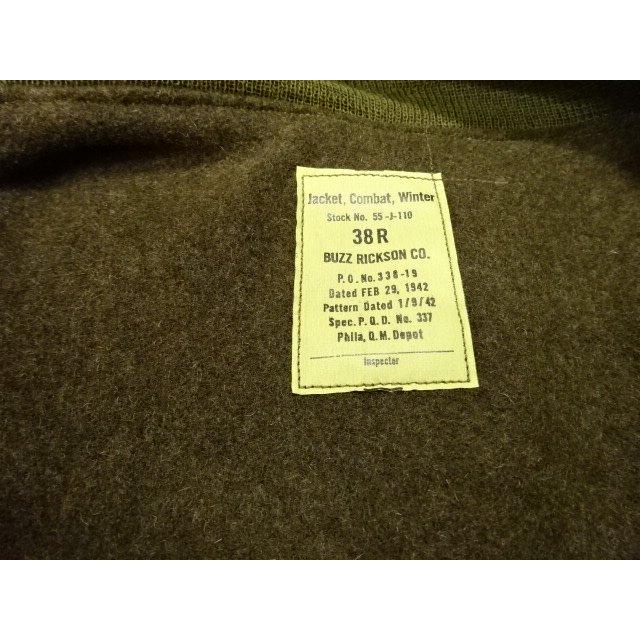 Jacket, Combat, Winter
Stock No. 55-J-110
38R
BUZZ RICKSON CO.
P.O. No. 338-19
Dated FEB 29, 1942
Pattern Dated 1/9/42
Spec. P.Q.D. No. 337
Phila, Q.M. Depot
Inspector